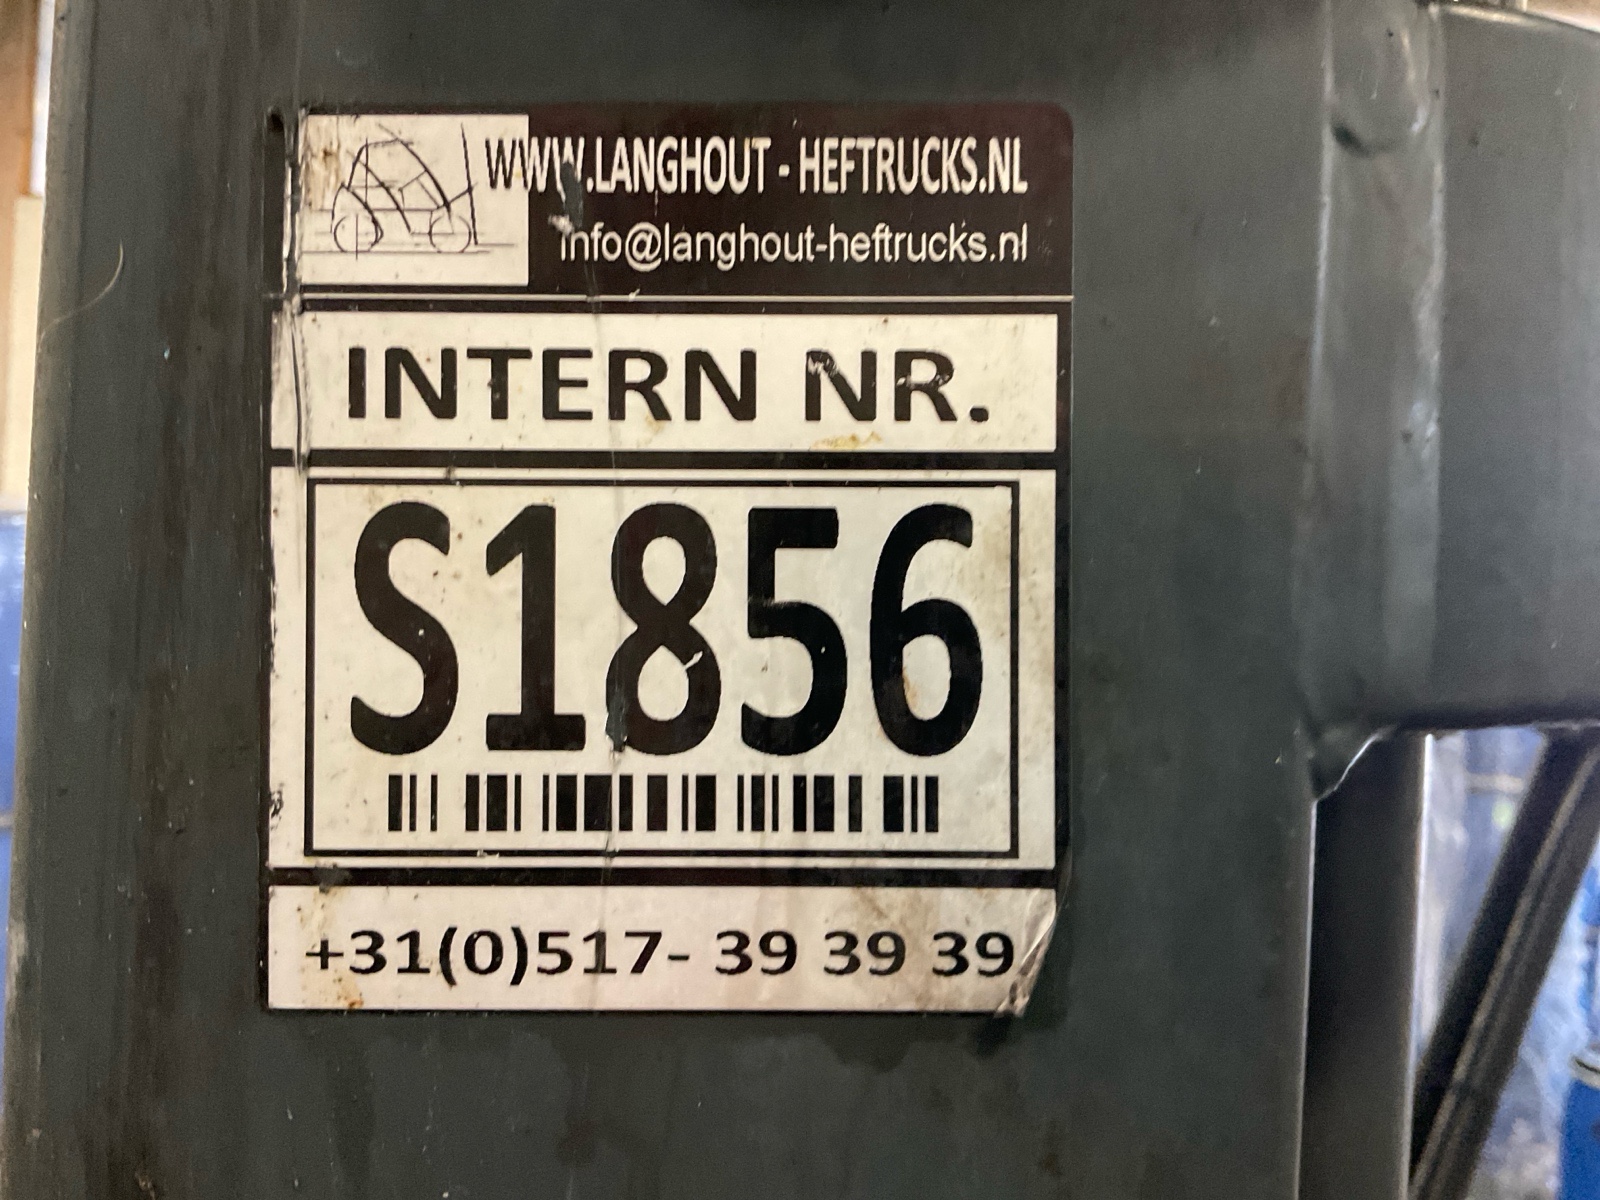 WWW.LANGHOUT - HEFTRUCKS.NL
info@langhout-heftrucks.nl
INTERN NR.
S1856
+31(0)517- 39 39 39